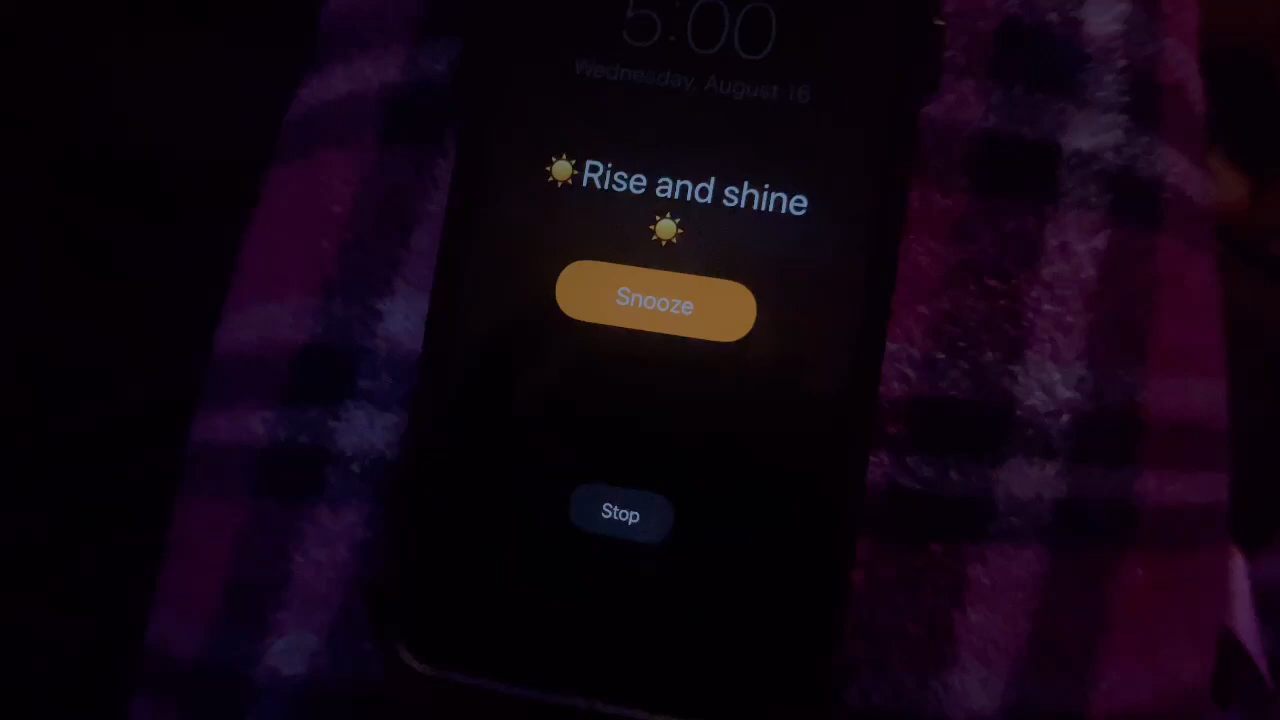 5:00
Wednesday, August 16
☀️Rise and shine
☀️
Snooze
Stop